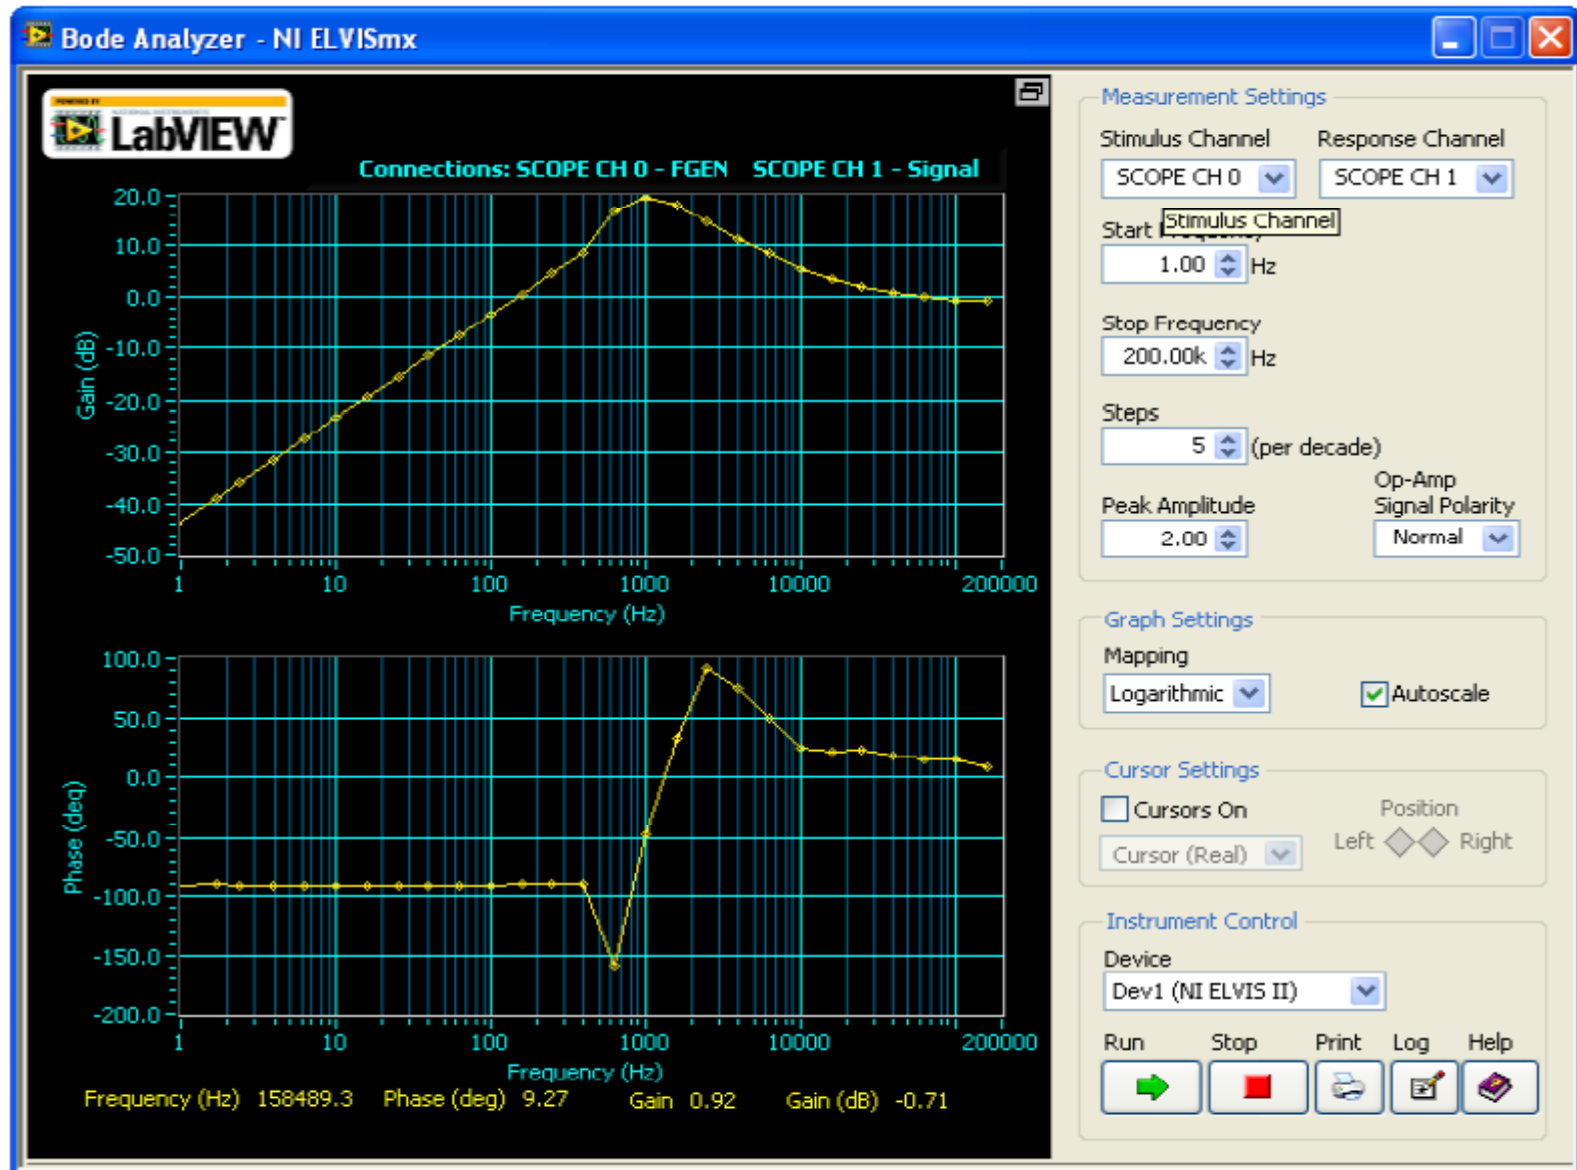 Bode Analyzer - NI ELVISmx
POWERED BY
NATIONAL INSTRUMENTS
LabVIEW™
Connections: SCOPE CH 0 - FGEN SCOPE CH 1 - Signal
20.0
10.0
0.0
-10.0
-20.0
-30.0
-40.0
-50.0
Gain (dB)
1 10 100 1000 10000 200000
Frequency (Hz)
100.0
50.0
0.0
-50.0
-100.0
-150.0
-200.0
Phase (deg)
1 10 100 1000 10000 200000
Frequency (Hz)
Frequency (Hz) 158489.3 Phase (deg) 9.27 Gain 0.92 Gain (dB) -0.71
Measurement Settings
Stimulus Channel Response Channel
SCOPE CH 0 SCOPE CH 1
Stimulus Channel
Start
1.00 Hz
Stop Frequency
200.00k Hz
Steps
5 (per decade)
Op-Amp
Peak Amplitude Signal Polarity
2.00 Normal
Graph Settings
Mapping
Logarithmic Autoscale
Cursor Settings
Cursors On Position
Cursor (Real) Left Right
Instrument Control
Device
Dev1 (NI ELVIS II)
Run Stop Print Log Help